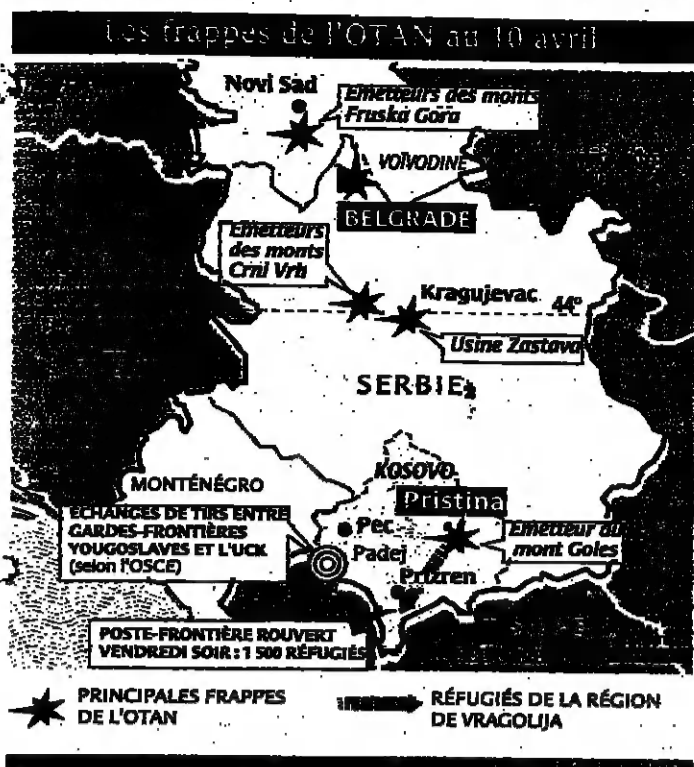 Les frappes de l'OTAN au 10 avril
Novi Sad
Emetteurs des monts
Fruska Gora
VOÏVODINE
BELGRADE
Emetteurs
des monts
Crni Vrh
Kragujevac
44°
Usine Zastava
SERBIE
MONTÉNÉGRO
KOSOVO
Pristina
ÉCHANGES DE TIRS ENTRE
GARDES-FRONTIÈRES
YOUGOSLAVES ET L'UCK
(selon l'OSCE)
Pec
Padej
Emetteur du
mont Goles
Prizren
POSTE-FRONTIÈRE ROUVERT
VENDREDI SOIR : 1 500 RÉFUGIÉS
PRINCIPALES FRAPPES
DE L'OTAN
RÉFUGIÉS DE LA RÉGION
DE VRAGOLIJA